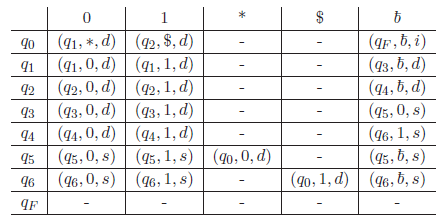 0 1 * $ ƀ
q0 (q1, *, d) (q2, $, d) - - (qF, ƀ, i)
q1 (q1, 0, d) (q1, 1, d) - - (q3, ƀ, d)
q2 (q2, 0, d) (q2, 1, d) - - (q4, ƀ, d)
q3 (q3, 0, d) (q3, 1, d) - - (q5, 0, s)
q4 (q4, 0, d) (q4, 1, d) - - (q6, 1, s)
q5 (q5, 0, s) (q5, 1, s) (q0, 0, d) - (q5, ƀ, s)
q6 (q6, 0, s) (q6, 1, s) - (q0, 1, d) (q6, ƀ, s)
qF - - - - -